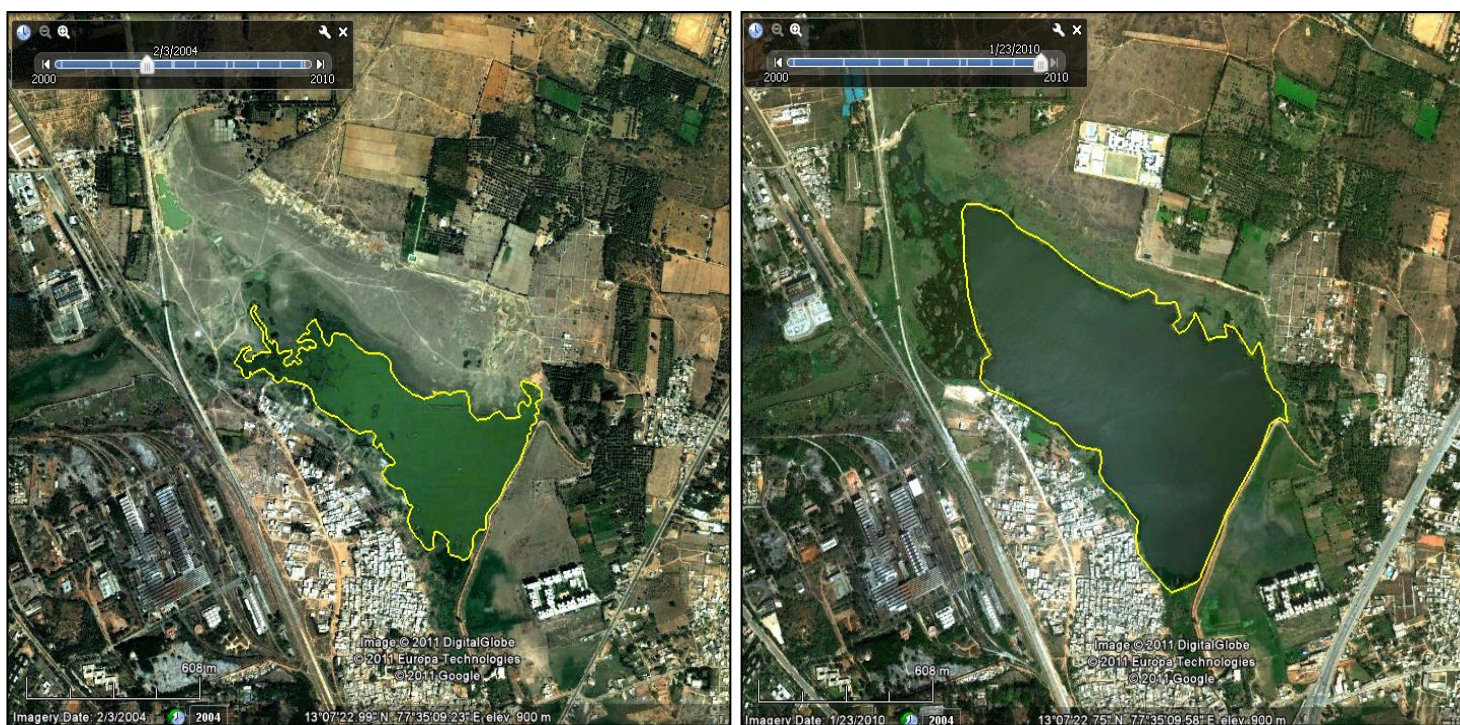 2/3/2004
2000
2010
Image © 2011 DigitalGlobe
© 2011 Europa Technologies
© 2011 Google
608 m
Imagery Date: 2/3/2004
2004
13°07'22.99" N 77°35'09.23" E elev 900 m
1/23/2010
2000
2010
Image © 2011 DigitalGlobe
© 2011 Europa Technologies
© 2011 Google
608 m
Imagery Date: 1/23/2010
2004
13°07'22.75" N 77°35'09.58" E elev 900 m